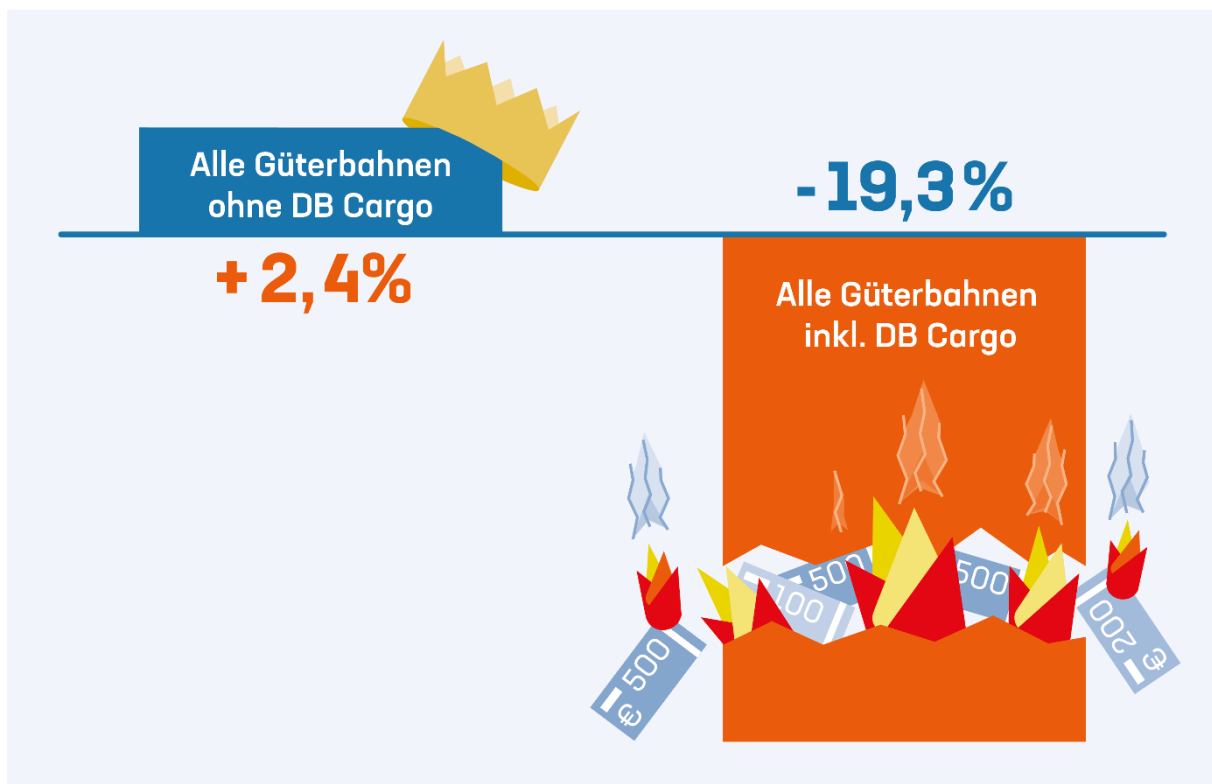 Alle Güterbahnen
ohne DB Cargo
+2,4%
-19,3%
Alle Güterbahnen
inkl. DB Cargo
500
100
500
€ 500
€ 200